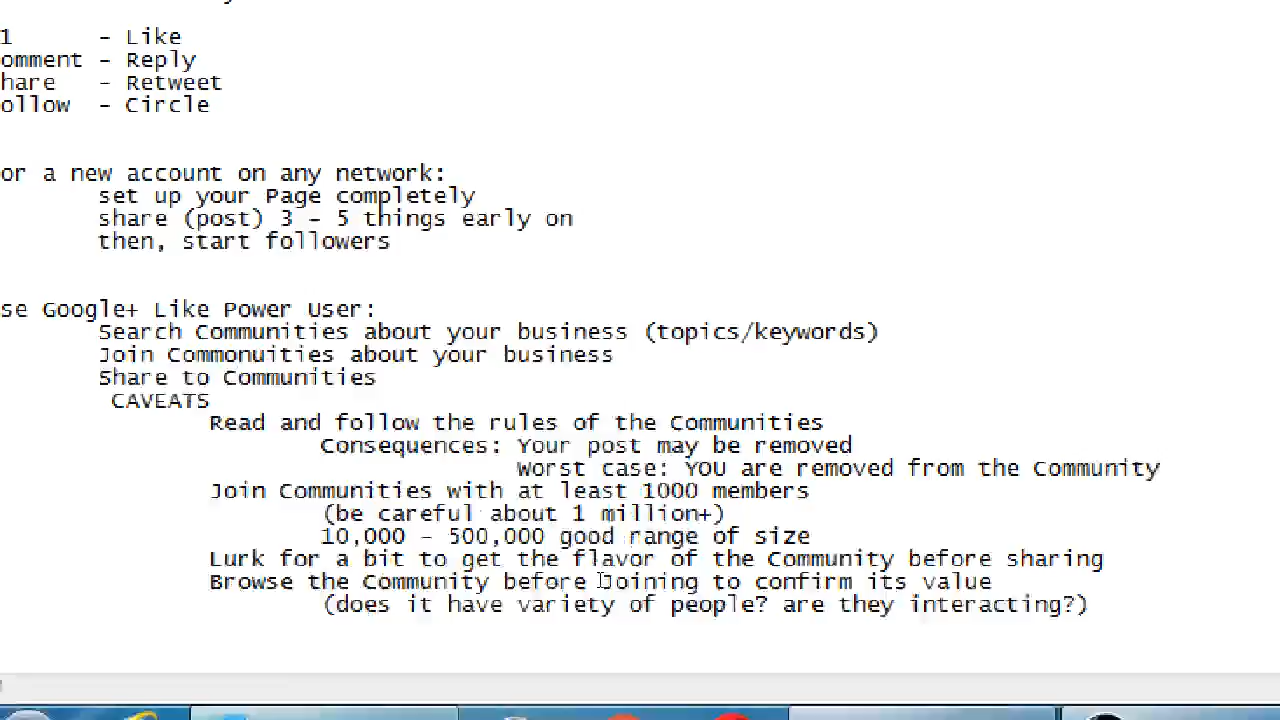 1 - Like
omment - Reply
hare - Retweet
ollow - Circle
or a new account on any network:
set up your Page completely
share (post) 3 - 5 things early on
then, start followers
se Google+ Like Power User:
Search Communities about your business (topics/keywords)
Join Commonuities about your business
Share to Communities
CAVEATS
Read and follow the rules of the Communities
Consequences: Your post may be removed
Worst case: YOU are removed from the Community
Join Communities with at least 1000 members
(be careful about 1 million+)
10,000 - 500,000 good range of size
Lurk for a bit to get the flavor of the Community before sharing
Browse the Community before Joining to confirm its value
(does it have variety of people? are they interacting?)